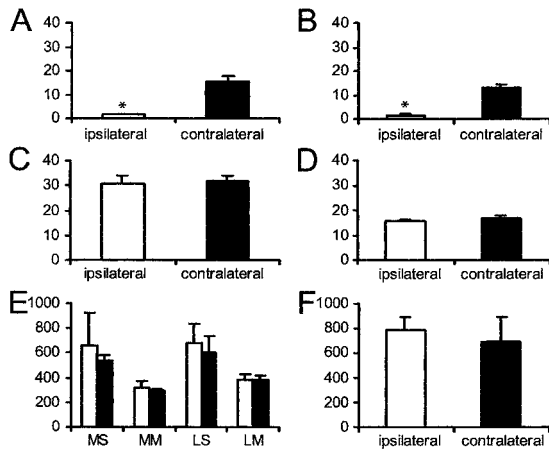 A
B
40
30
20
10
0
*
ipsilateral
contralateral
40
30
20
10
0
*
ipsilateral
contralateral
C
D
40
30
20
10
0
ipsilateral
contralateral
40
30
20
10
0
ipsilateral
contralateral
E
F
1000
800
600
400
200
0
MS
MM
LS
LM
1000
800
600
400
200
0
ipsilateral
contralateral